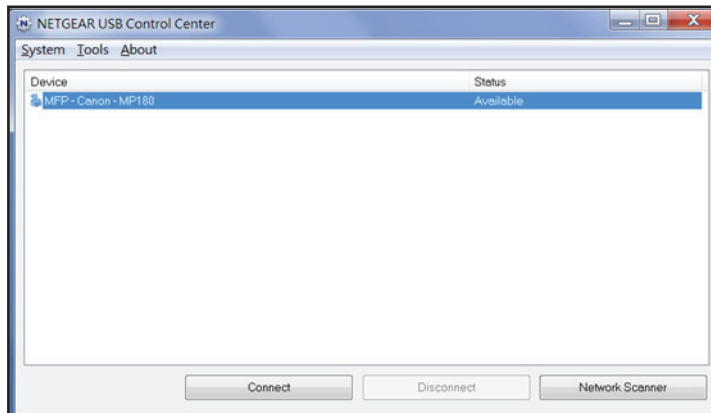 NETGEAR USB Control Center
System Tools About
Device Status
MFP - Canon - MP180 Available
Connect Disconnect Network Scanner